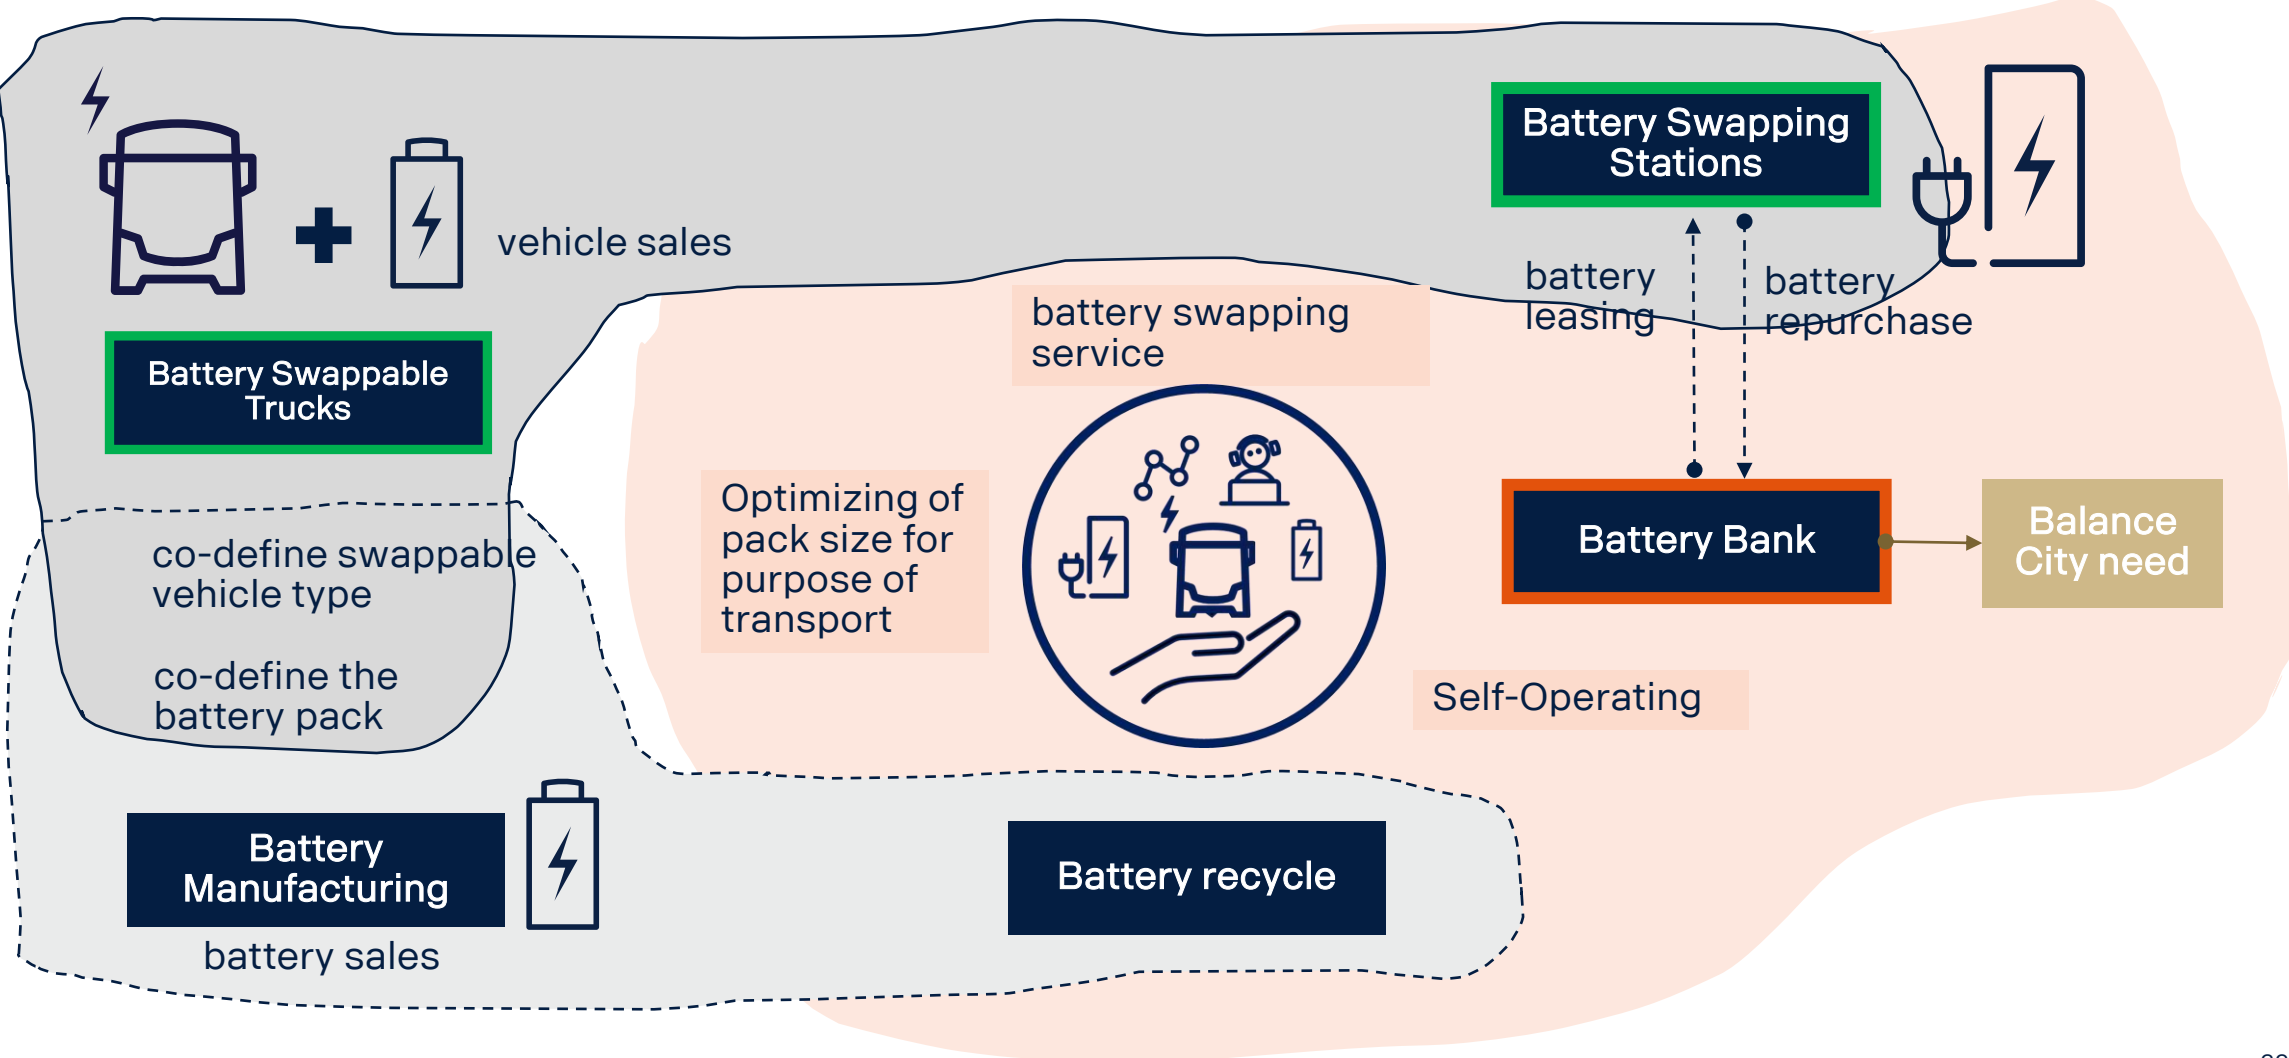 Battery Swapping
Stations
vehicle sales
battery
leasing
battery
repurchase
battery swapping
service
Battery Swappable
Trucks
Optimizing of
pack size for
purpose of
transport
Battery Bank
Balance
City need
co-define swappable
vehicle type
co-define the
battery pack
Self-Operating
Battery
Manufacturing
battery sales
Battery recycle